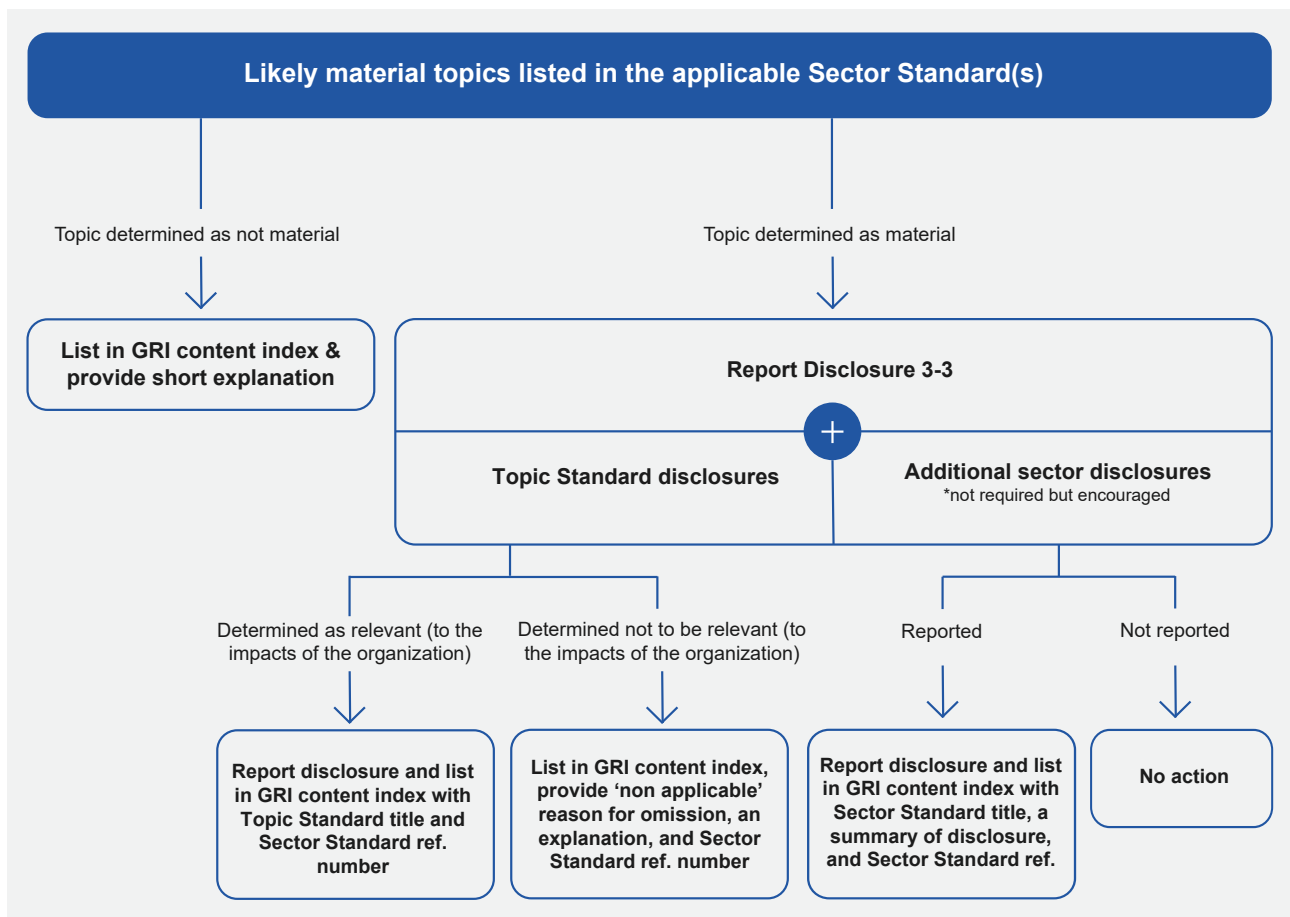 Likely material topics listed in the applicable Sector Standard(s)
Topic determined as not material
Topic determined as material
List in GRI content index &
provide short explanation
Report Disclosure 3-3
+
Topic Standard disclosures
Additional sector disclosures
*not required but encouraged
Determined as relevant (to the
impacts of the organization)
Determined not to be relevant (to
the impacts of the organization)
Reported
Not reported
Report disclosure and list
in GRI content index with
Topic Standard title and
Sector Standard ref.
number
List in GRI content index,
provide ‘non applicable’
reason for omission, an
explanation, and Sector
Standard ref. number
Report disclosure and list
in GRI content index with
Sector Standard title, a
summary of disclosure,
and Sector Standard ref.
No action